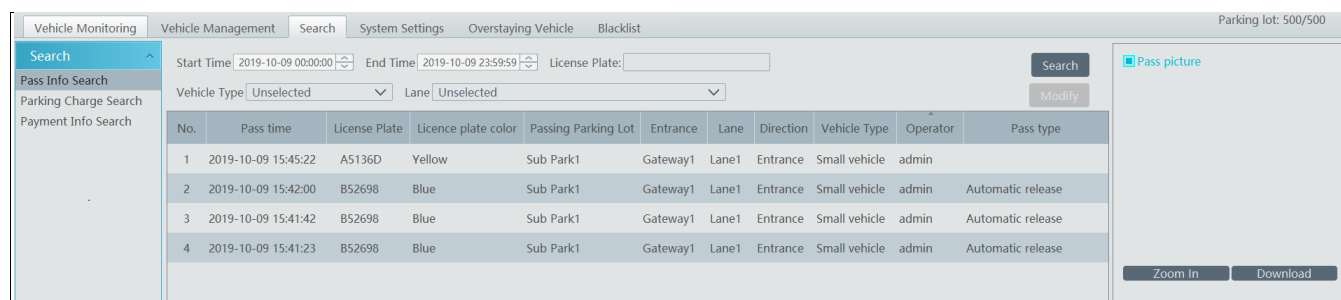 Vehicle Monitoring Vehicle Management Search System Settings Overstaying Vehicle Blacklist Parking lot: 500/500
Search
Pass Info Search
Parking Charge Search
Payment Info Search
Start Time 2019-10-09 00:00:00 End Time 2019-10-09 23:59:59 License Plate: Search
Vehicle Type Unselected Lane Unselected Modify
No. Pass time License Plate Licence plate color Passing Parking Lot Entrance Lane Direction Vehicle Type Operator Pass type
1 2019-10-09 15:45:22 A5136D Yellow Sub Park1 Gateway1 Lane1 Entrance Small vehicle admin
2 2019-10-09 15:42:00 B52698 Blue Sub Park1 Gateway1 Lane1 Entrance Small vehicle admin Automatic release
3 2019-10-09 15:41:42 B52698 Blue Sub Park1 Gateway1 Lane1 Entrance Small vehicle admin Automatic release
4 2019-10-09 15:41:23 B52698 Blue Sub Park1 Gateway1 Lane1 Entrance Small vehicle admin Automatic release
Pass picture
Zoom In Download